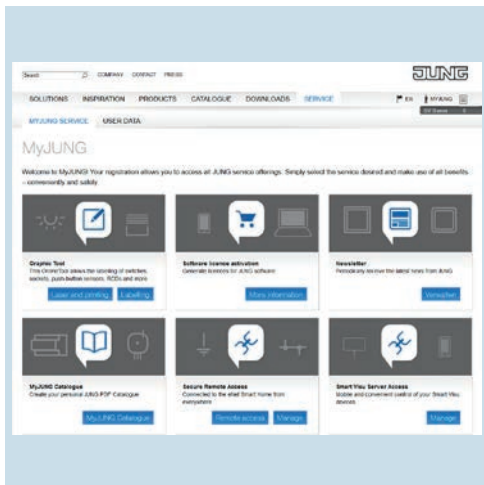 Search COMPANY CONTACT PRESS
JUNG
SOLUTIONS INSPIRATION PRODUCTS CATALOGUE DOWNLOADS SERVICE EN MYJUNG
MYJUNG SERVICE USER DATA
MyJUNG
Welcome to MyJUNG! Your registration allows you to access all JUNG service offerings. Simply select the service desired and make use of all benefits
– conveniently and safely.
Graphic Tool
This OnlineTool allows the labelling of switches,
sockets, push-button sensors, RCDs and more
Laser and printing Labelling
Software licence activation
Generate licences for JUNG software
More information
Newsletter
Periodically receive the latest news from JUNG
MyJUNG Catalogue
Create your personal JUNG PDF Catalogue
MyJUNG Catalogue
Secure Remote Access
Connected to the eNet Smart Home from
everywhere
Remote access Manage
Smart Visu Server Access
Mobile and convenient control of your Smart Visu
devices
Manage